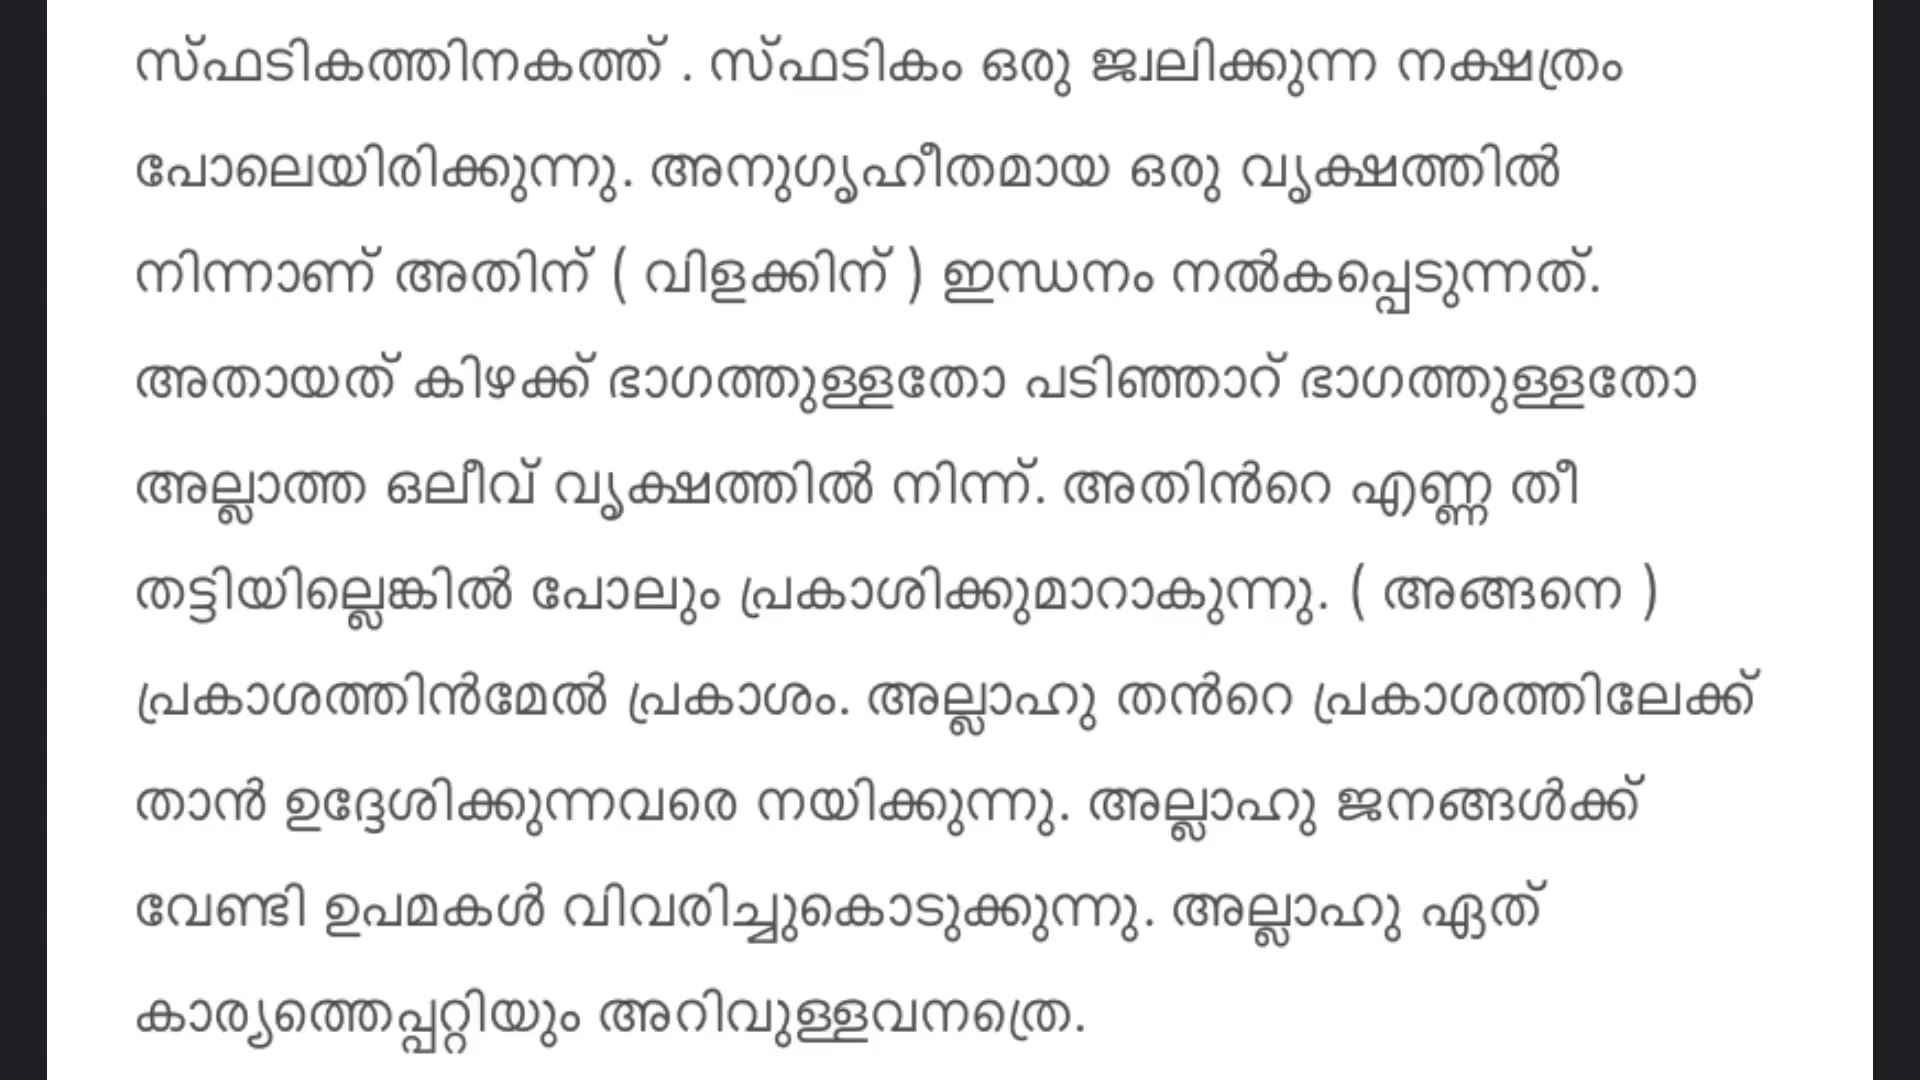 സ്ഫടികത്തിനകത്ത് . സ്ഫടികം ഒരു ജ്വലിക്കുന്ന നക്ഷത്രം
പോലെയിരിക്കുന്നു. അനുഗൃഹീതമായ ഒരു വൃക്ഷത്തിൽ
നിന്നാണ് അതിന് ( വിളക്കിന് ) ഇന്ധനം നൽകപ്പെടുന്നത്.
അതായത് കിഴക്ക് ഭാഗത്തുള്ളതോ പടിഞ്ഞാറ് ഭാഗത്തുള്ളതോ
അല്ലാത്ത ഒലീവ് വൃക്ഷത്തിൽ നിന്ന്. അതിൻറെ എണ്ണ തീ
തട്ടിയില്ലെങ്കിൽ പോലും പ്രകാശിക്കുമാറാകുന്നു. ( അങ്ങനെ )
പ്രകാശത്തിൻമേൽ പ്രകാശം. അല്ലാഹു തൻറെ പ്രകാശത്തിലേക്ക്
താൻ ഉദ്ദേശിക്കുന്നവരെ നയിക്കുന്നു. അല്ലാഹു ജനങ്ങൾക്ക്
വേണ്ടി ഉപമകൾ വിവരിച്ചുകൊടുക്കുന്നു. അല്ലാഹു ഏത്
കാര്യത്തെപ്പറ്റിയും അറിവുള്ളവനത്രെ.